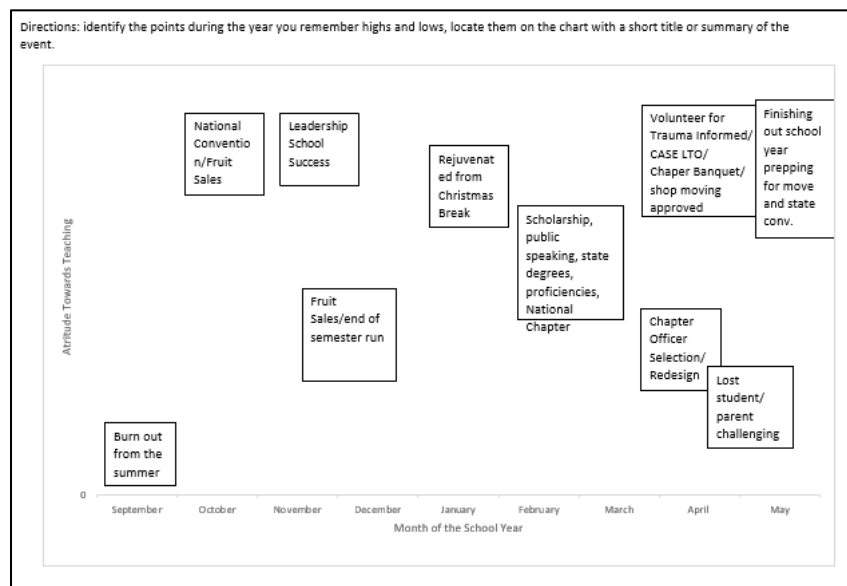 Directions: identify the points during the year you remember highs and lows, locate them on the chart with a short title or summary of the
event.
National
Conventio
n/Fruit
Sales
Leadership
School
Success
Rejuvenat
ed from
Christmas
Break
Volunteer for
Trauma Informed/
CASE LTO/
Chaper Banquet/
shop moving
approved
Finishing
out school
year
prepping
for move
and state
conv.
Scholarship,
public
speaking, state
degrees,
proficiencies,
National
Chapter
Fruit
Sales/end of
semester run
Chapter
Officer
Selection/
Redesign
Lost
student/
parent
challenging
Burn out
from the
summer
Atritude Towards Teaching
0
September October November December January February March April May
Month of the School Year